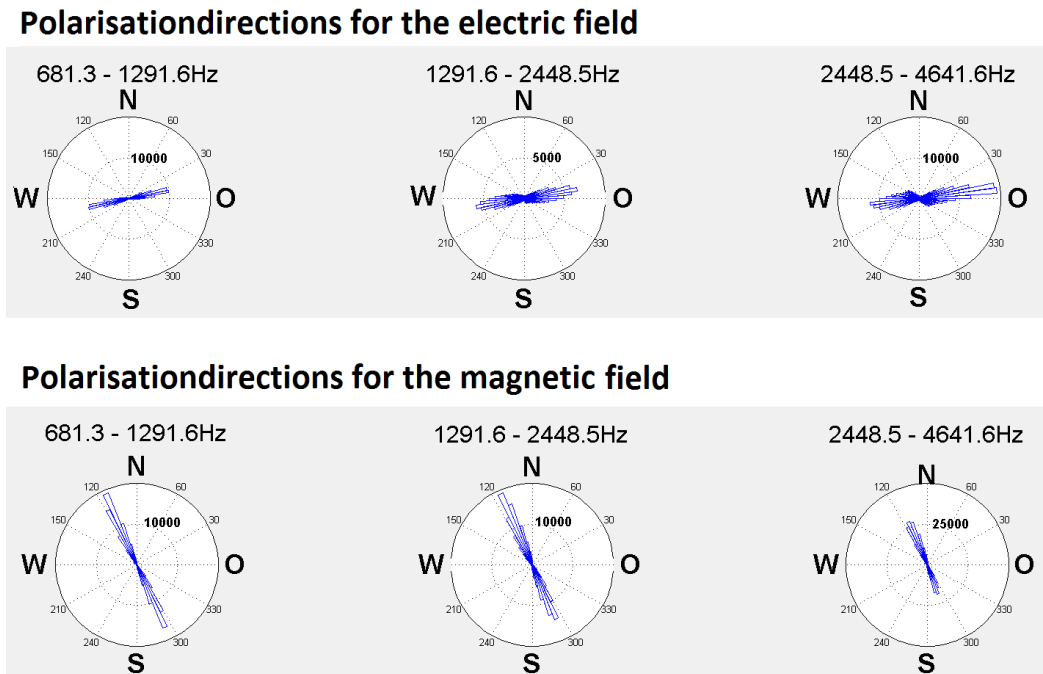 Polarisationdirections for the electric field
681.3 - 1291.6Hz 1291.6 - 2448.5Hz 2448.5 - 4641.6Hz
N N N
120 60 120 60 120 60
10000 5000 10000
150 30 150 30 150 30
W O W O W O
210 330 210 330 210 330
240 300 240 300 240 300
S S S
Polarisationdirections for the magnetic field
681.3 - 1291.6Hz 1291.6 - 2448.5Hz 2448.5 - 4641.6Hz
N N N
120 60 120 60 120 60
150 10000 30 150 10000 30 150 25000 30
W O W O W O
210 330 210 330 210 330
240 300 240 300 240 300
S S S